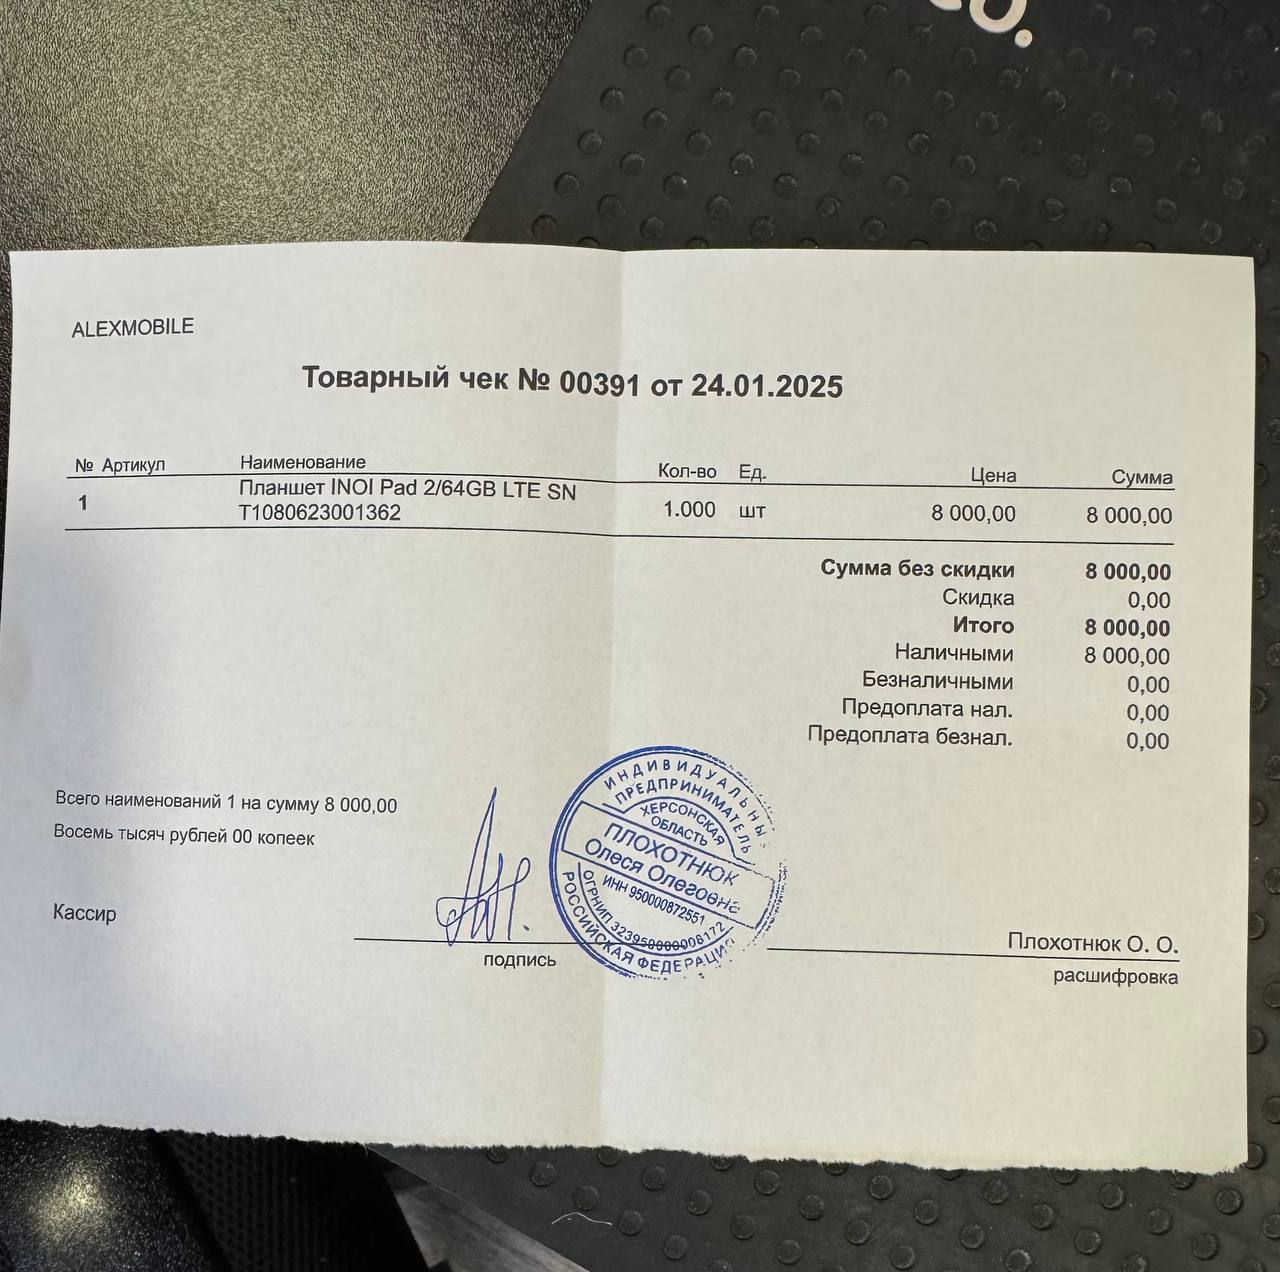 ALEXMOBILE
Товарный чек № 00391 от 24.01.2025
№ Артикул Наименование Кол-во Ед. Цена Сумма
1 Планшет INOI Pad 2/64GB LTE SN 1.000 шт 8 000,00 8 000,00
T1080623001362
Сумма без скидки 8 000,00
Скидка 0,00
Итого 8 000,00
Наличными 8 000,00
Безналичными 0,00
Предоплата нал. 0,00
Предоплата безнал. 0,00
Всего наименований 1 на сумму 8 000,00
Восемь тысяч рублей 00 копеек
ИНДИВИДУАЛЬНЫЙ
ПРЕДПРИНИМАТЕЛЬ
ХЕРСОНСКАЯ
ОБЛАСТЬ
ПЛОХОТНЮК
Олеся Олеговна
ИНН 950000872551
ОГРНИП 323950000008172
РОССИЙСКАЯ ФЕДЕРАЦИЯ
Кассир
Плохотнюк О. О.
подпись
расшифровка